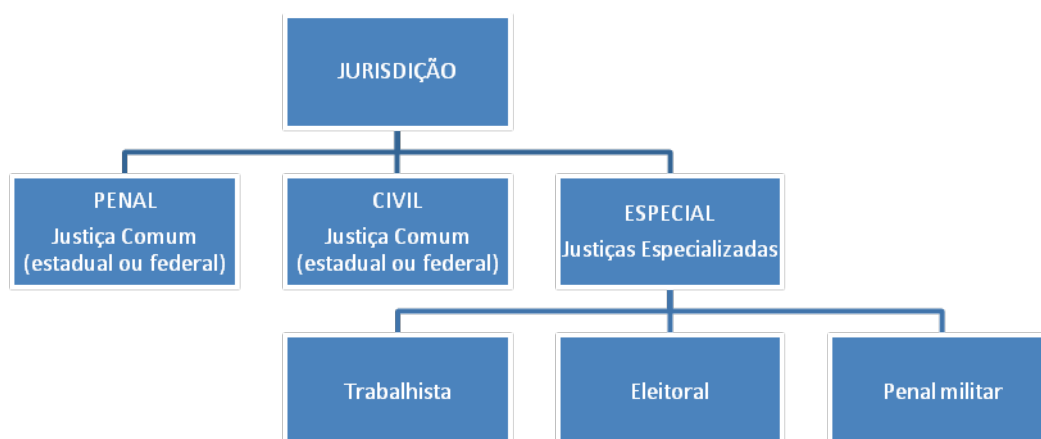 JURISDIÇÃO
PENAL
Justiça Comum
(estadual ou federal)
CIVIL
Justiça Comum
(estadual ou federal)
ESPECIAL
Justiças Especializadas
Trabalhista
Eleitoral
Penal militar